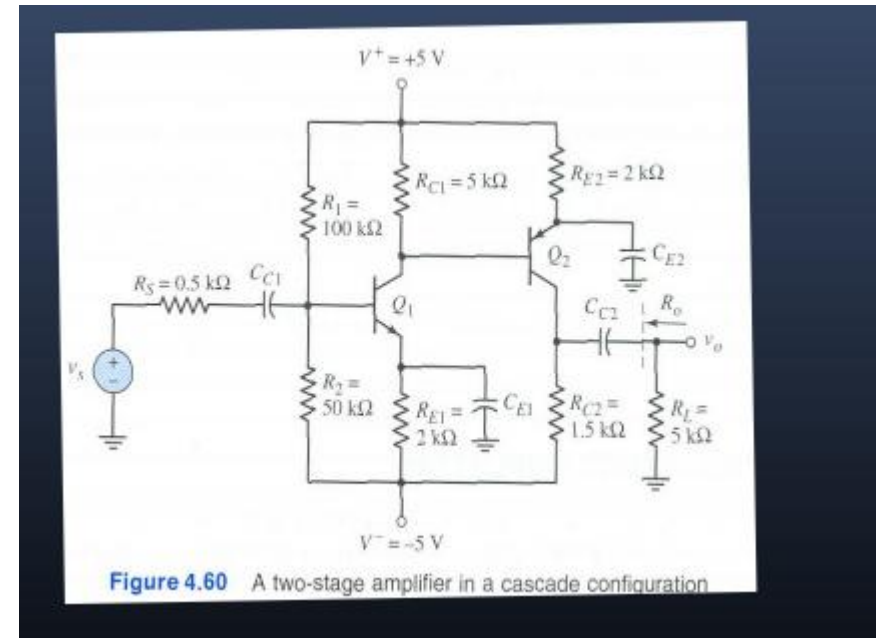 V⁺ = +5 V
R_C1 = 5 kΩ
R_E2 = 2 kΩ
R₁ =
100 kΩ
Q₂
C_E2
R_S = 0.5 kΩ
C_C1
Q₁
C_C2
R_o
v_o
v_s
+
−
R₂ =
50 kΩ
R_E1 =
2 kΩ
C_E1
R_C2 =
1.5 kΩ
R_L =
5 kΩ
V⁻ = −5 V
Figure 4.60 A two-stage amplifier in a cascade configuration